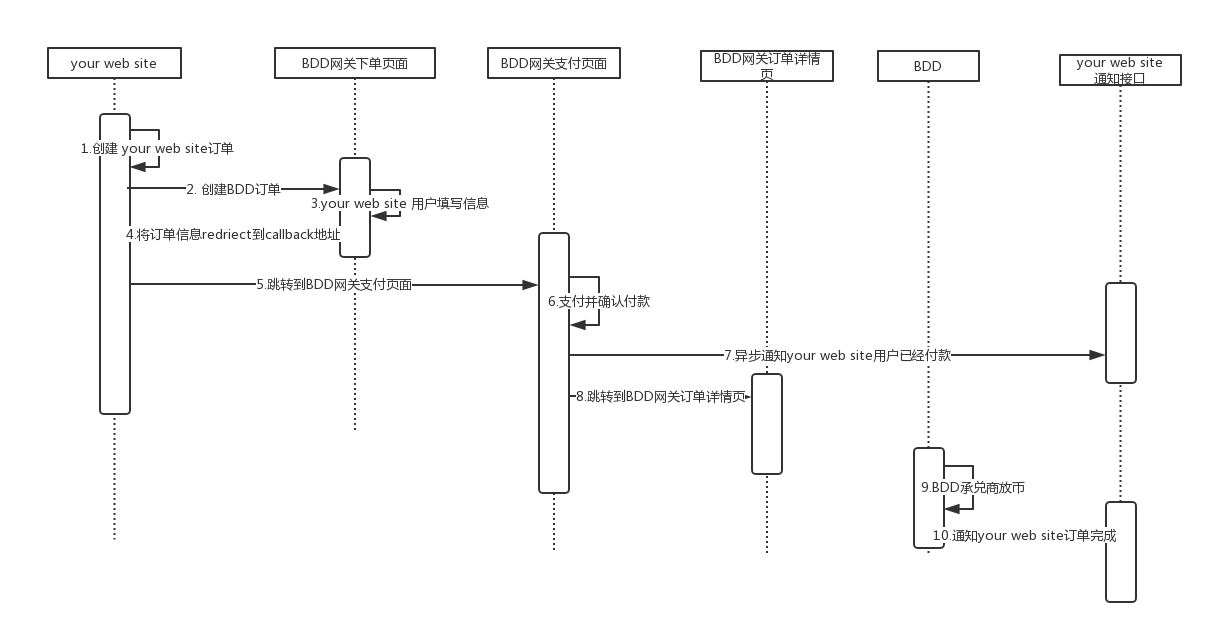 your web site
BDD网关下单页面
BDD网关支付页面
BDD网关订单详情
页
BDD
your web site
通知接口
1.创建 your web site订单
2. 创建BDD订单
3.your web site 用户填写信息
4.将订单信息redriect到callback地址
5.跳转到BDD网关支付页面
6.支付并确认付款
7.异步通知your web site用户已经付款
8.跳转到BDD网关订单详情页
9.BDD承兑商放币
10.通知your web site订单完成